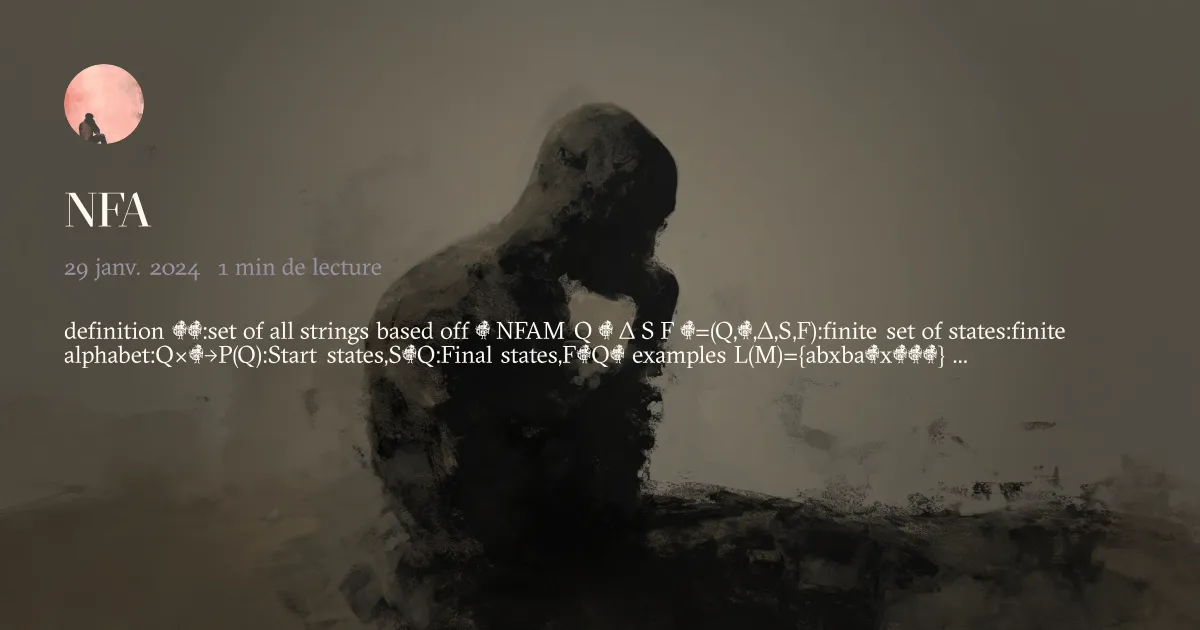 NFA
29 janv. 2024 1 min de lecture
definition :set of all strings based off NFAM Q Δ S F =(Q,,Δ,S,F):finite set of states:finite
alphabet:Q×→P(Q):Start states,SQ:Final states,FQ examples L(M)={abxbax} ...